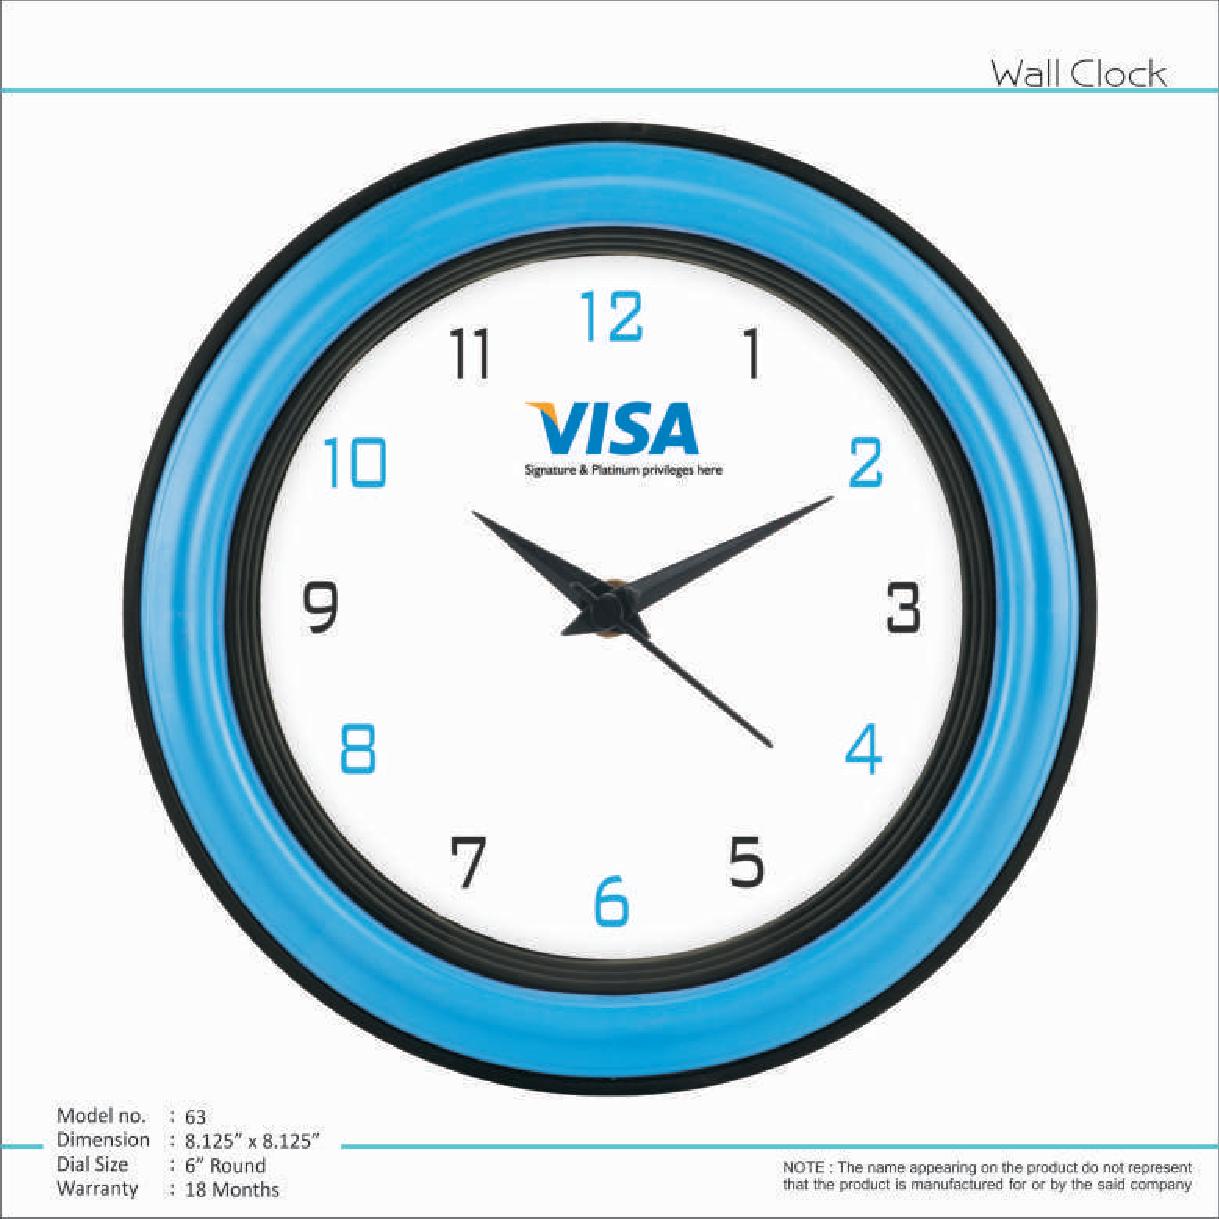 Wall Clock
12
11
1
VISA
Signature & Platinum privileges here
10
2
9
3
8
4
7
5
6
Model no. : 63
Dimension : 8.125” x 8.125”
Dial Size : 6” Round
Warranty : 18 Months
NOTE : The name appearing on the product do not represent
that the product is manufactured for or by the said company